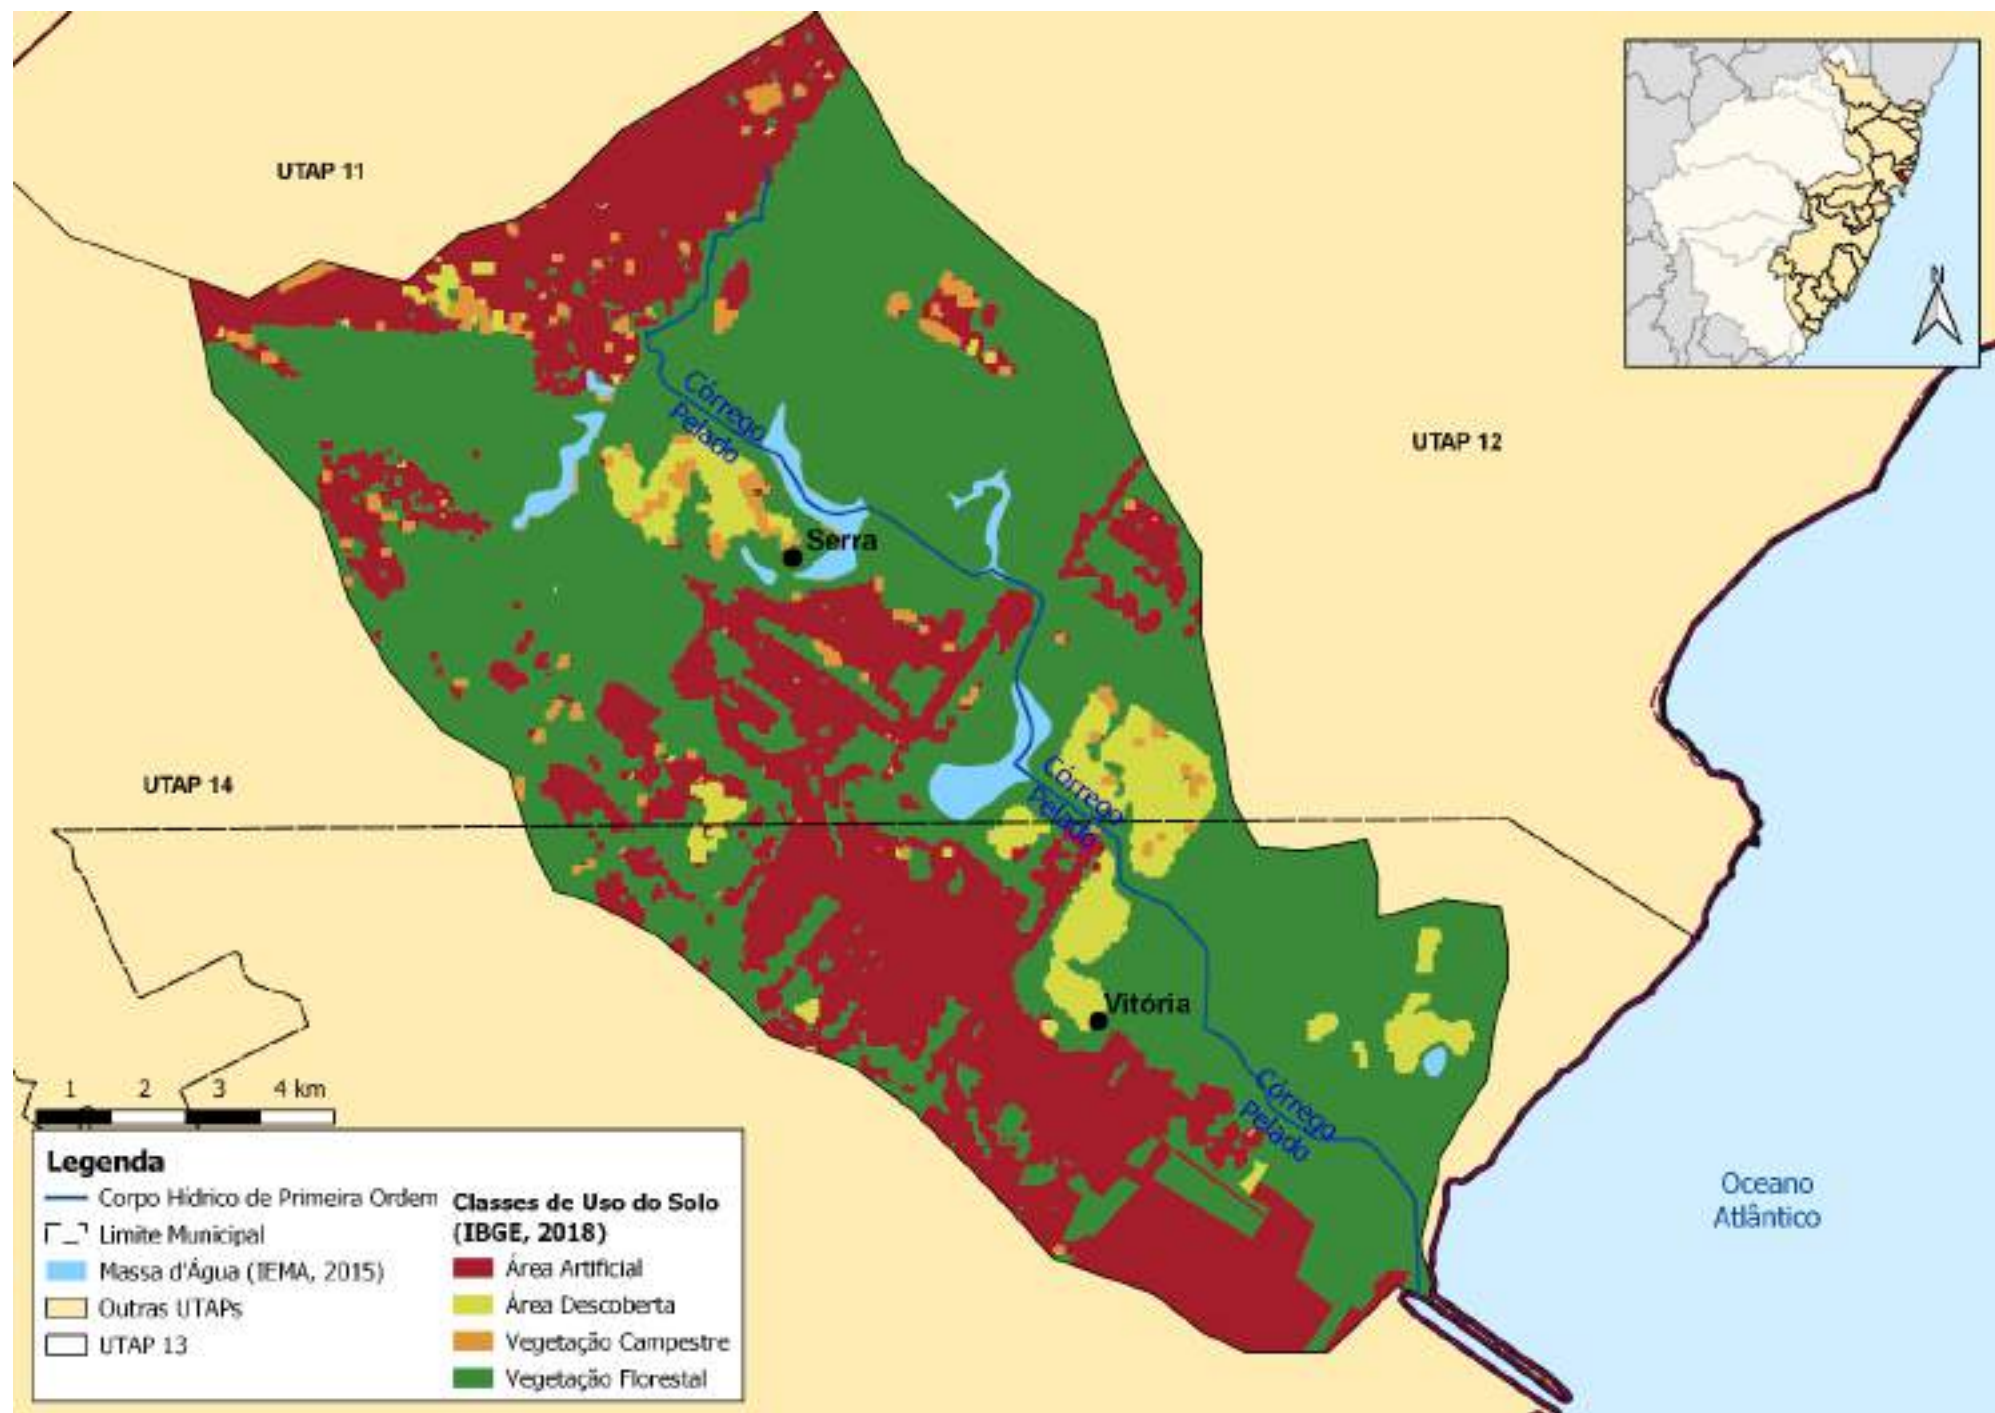 N
UTAP 11
UTAP 12
Córrego
Pelado
Serra
UTAP 14
Córrego
Pelado
Vitória
Córrego
Pelado
1 2 3 4 km
Oceano
Atlântico
Legenda
Corpo Hídrico de Primeira Ordem
Limite Municipal
Massa d'Água (IEMA, 2015)
Outras UTAPs
UTAP 13
Classes de Uso do Solo
(IBGE, 2018)
Área Artificial
Área Descoberta
Vegetação Campestre
Vegetação Florestal